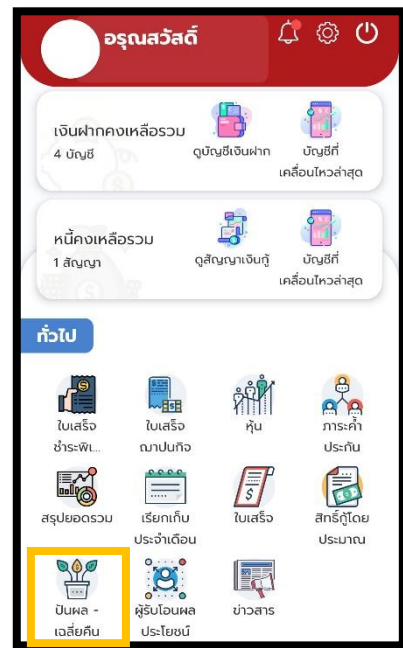 อรุณสวัสดิ์
เงินฝากคงเหลือรวม
4 บัญชี
ดูบัญชีเงินฝาก
บัญชีที่
เคลื่อนไหวล่าสุด
หนี้คงเหลือรวม
1 สัญญา
ดูสัญญาเงินกู้
บัญชีที่
เคลื่อนไหวล่าสุด
ทั่วไป
ใบเสร็จ
ชำระพิเ...
ใบเสร็จ
ฌาปนกิจ
หุ้น
ภาระค้ำ
ประกัน
สรุปยอดรวม
เรียกเก็บ
ประจำเดือน
ใบเสร็จ
สิทธิ์กู้โดย
ประมาณ
ปันผล -
เฉลี่ยคืน
ผู้รับโอนผล
ประโยชน์
ข่าวสาร